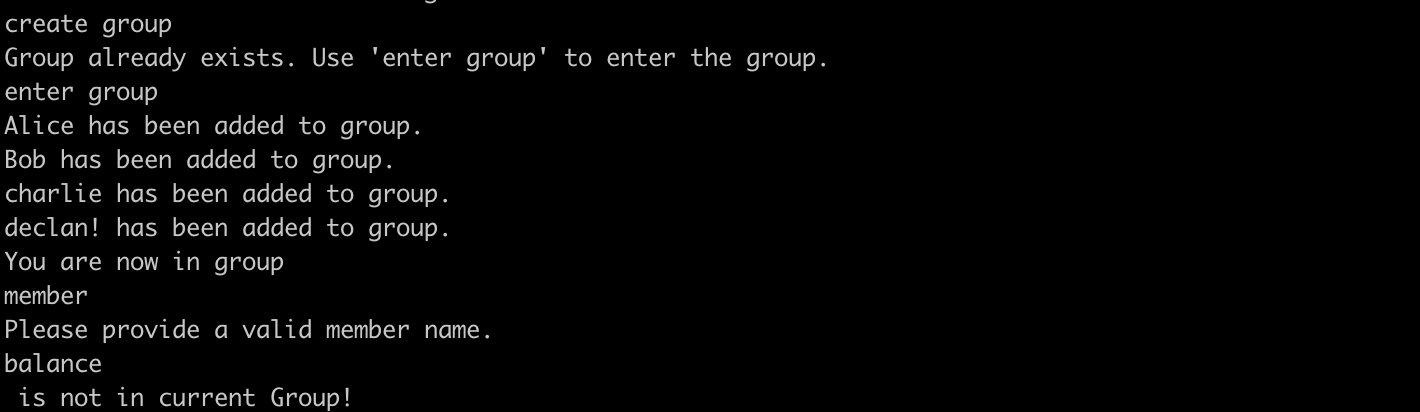 create group
Group already exists. Use 'enter group' to enter the group.
enter group
Alice has been added to group.
Bob has been added to group.
charlie has been added to group.
declan! has been added to group.
You are now in group
member
Please provide a valid member name.
balance
 is not in current Group!